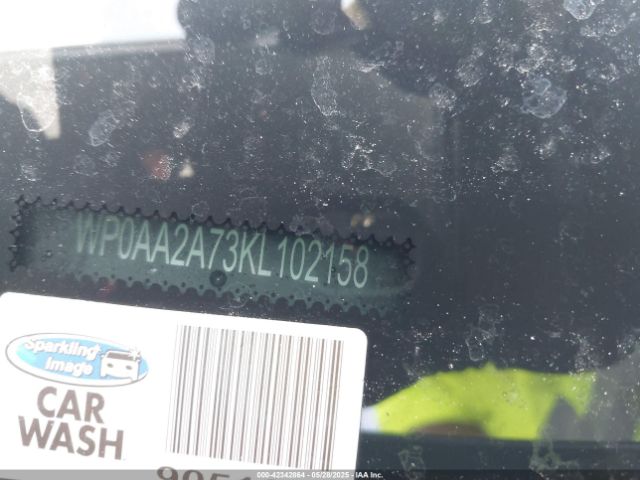 WP0AA2A73KL102158
Sparkling
Image
CAR
WASH
000-42342864 - 05/28/2025 - IAA Inc.